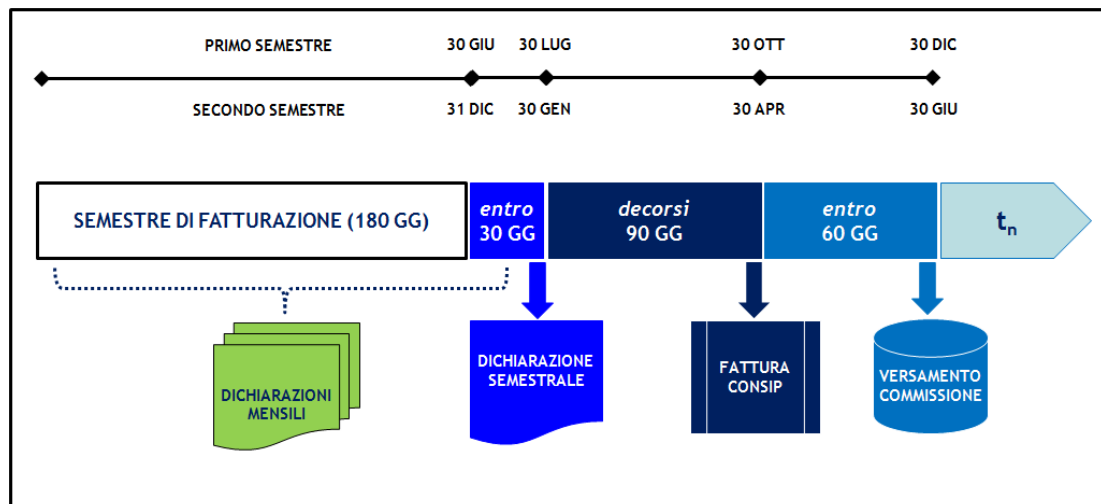 PRIMO SEMESTRE
30 GIU
30 LUG
30 OTT
30 DIC
SECONDO SEMESTRE
31 DIC
30 GEN
30 APR
30 GIU
SEMESTRE DI FATTURAZIONE (180 GG)
entro
30 GG
decorsi
90 GG
entro
60 GG
tn
DICHIARAZIONI
MENSILI
DICHIARAZIONE
SEMESTRALE
FATTURA
CONSIP
VERSAMENTO
COMMISSIONE